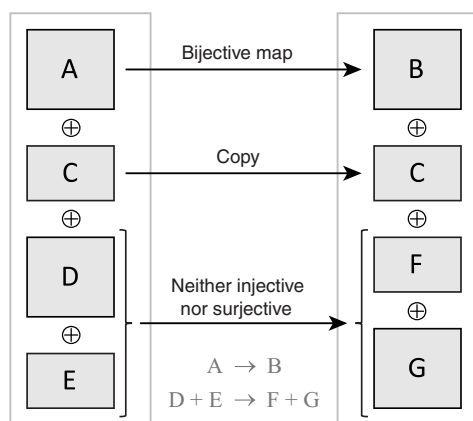 A
Bijective map
B
⊕
⊕
C
Copy
C
⊕
⊕
D
F
Neither injective
nor surjective
⊕
⊕
E
G
A → B
D + E → F + G